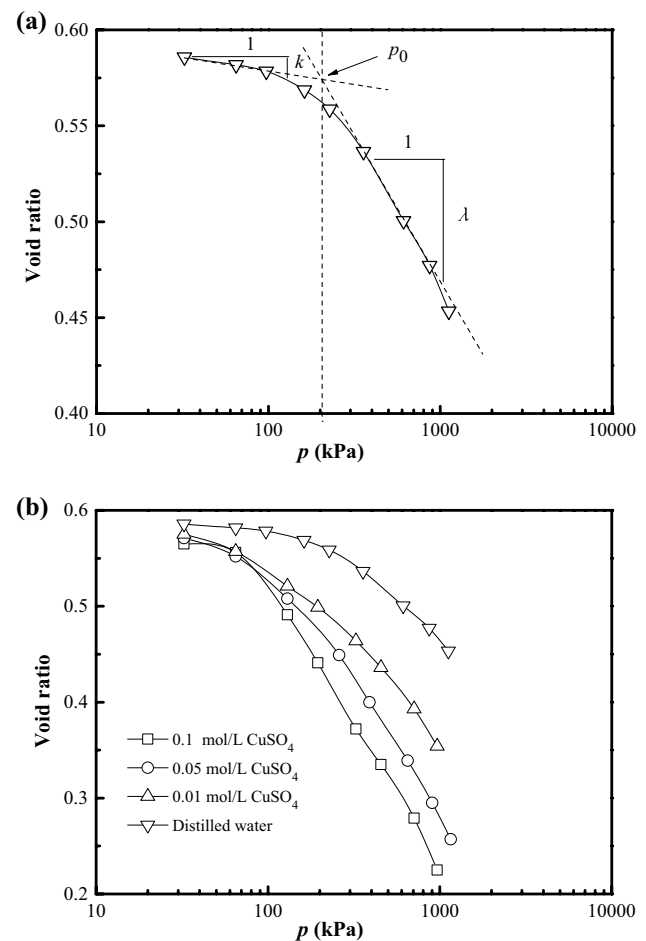 (a)
0.60
1
k
p0
0.55
1
Void ratio
0.50
λ
0.45
0.40
10
100
1000
10000
p (kPa)
(b)
0.6
0.5
Void ratio
0.4
0.1 mol/L CuSO4
0.05 mol/L CuSO4
0.3
0.01 mol/L CuSO4
Distilled water
0.2
10
100
1000
10000
p (kPa)